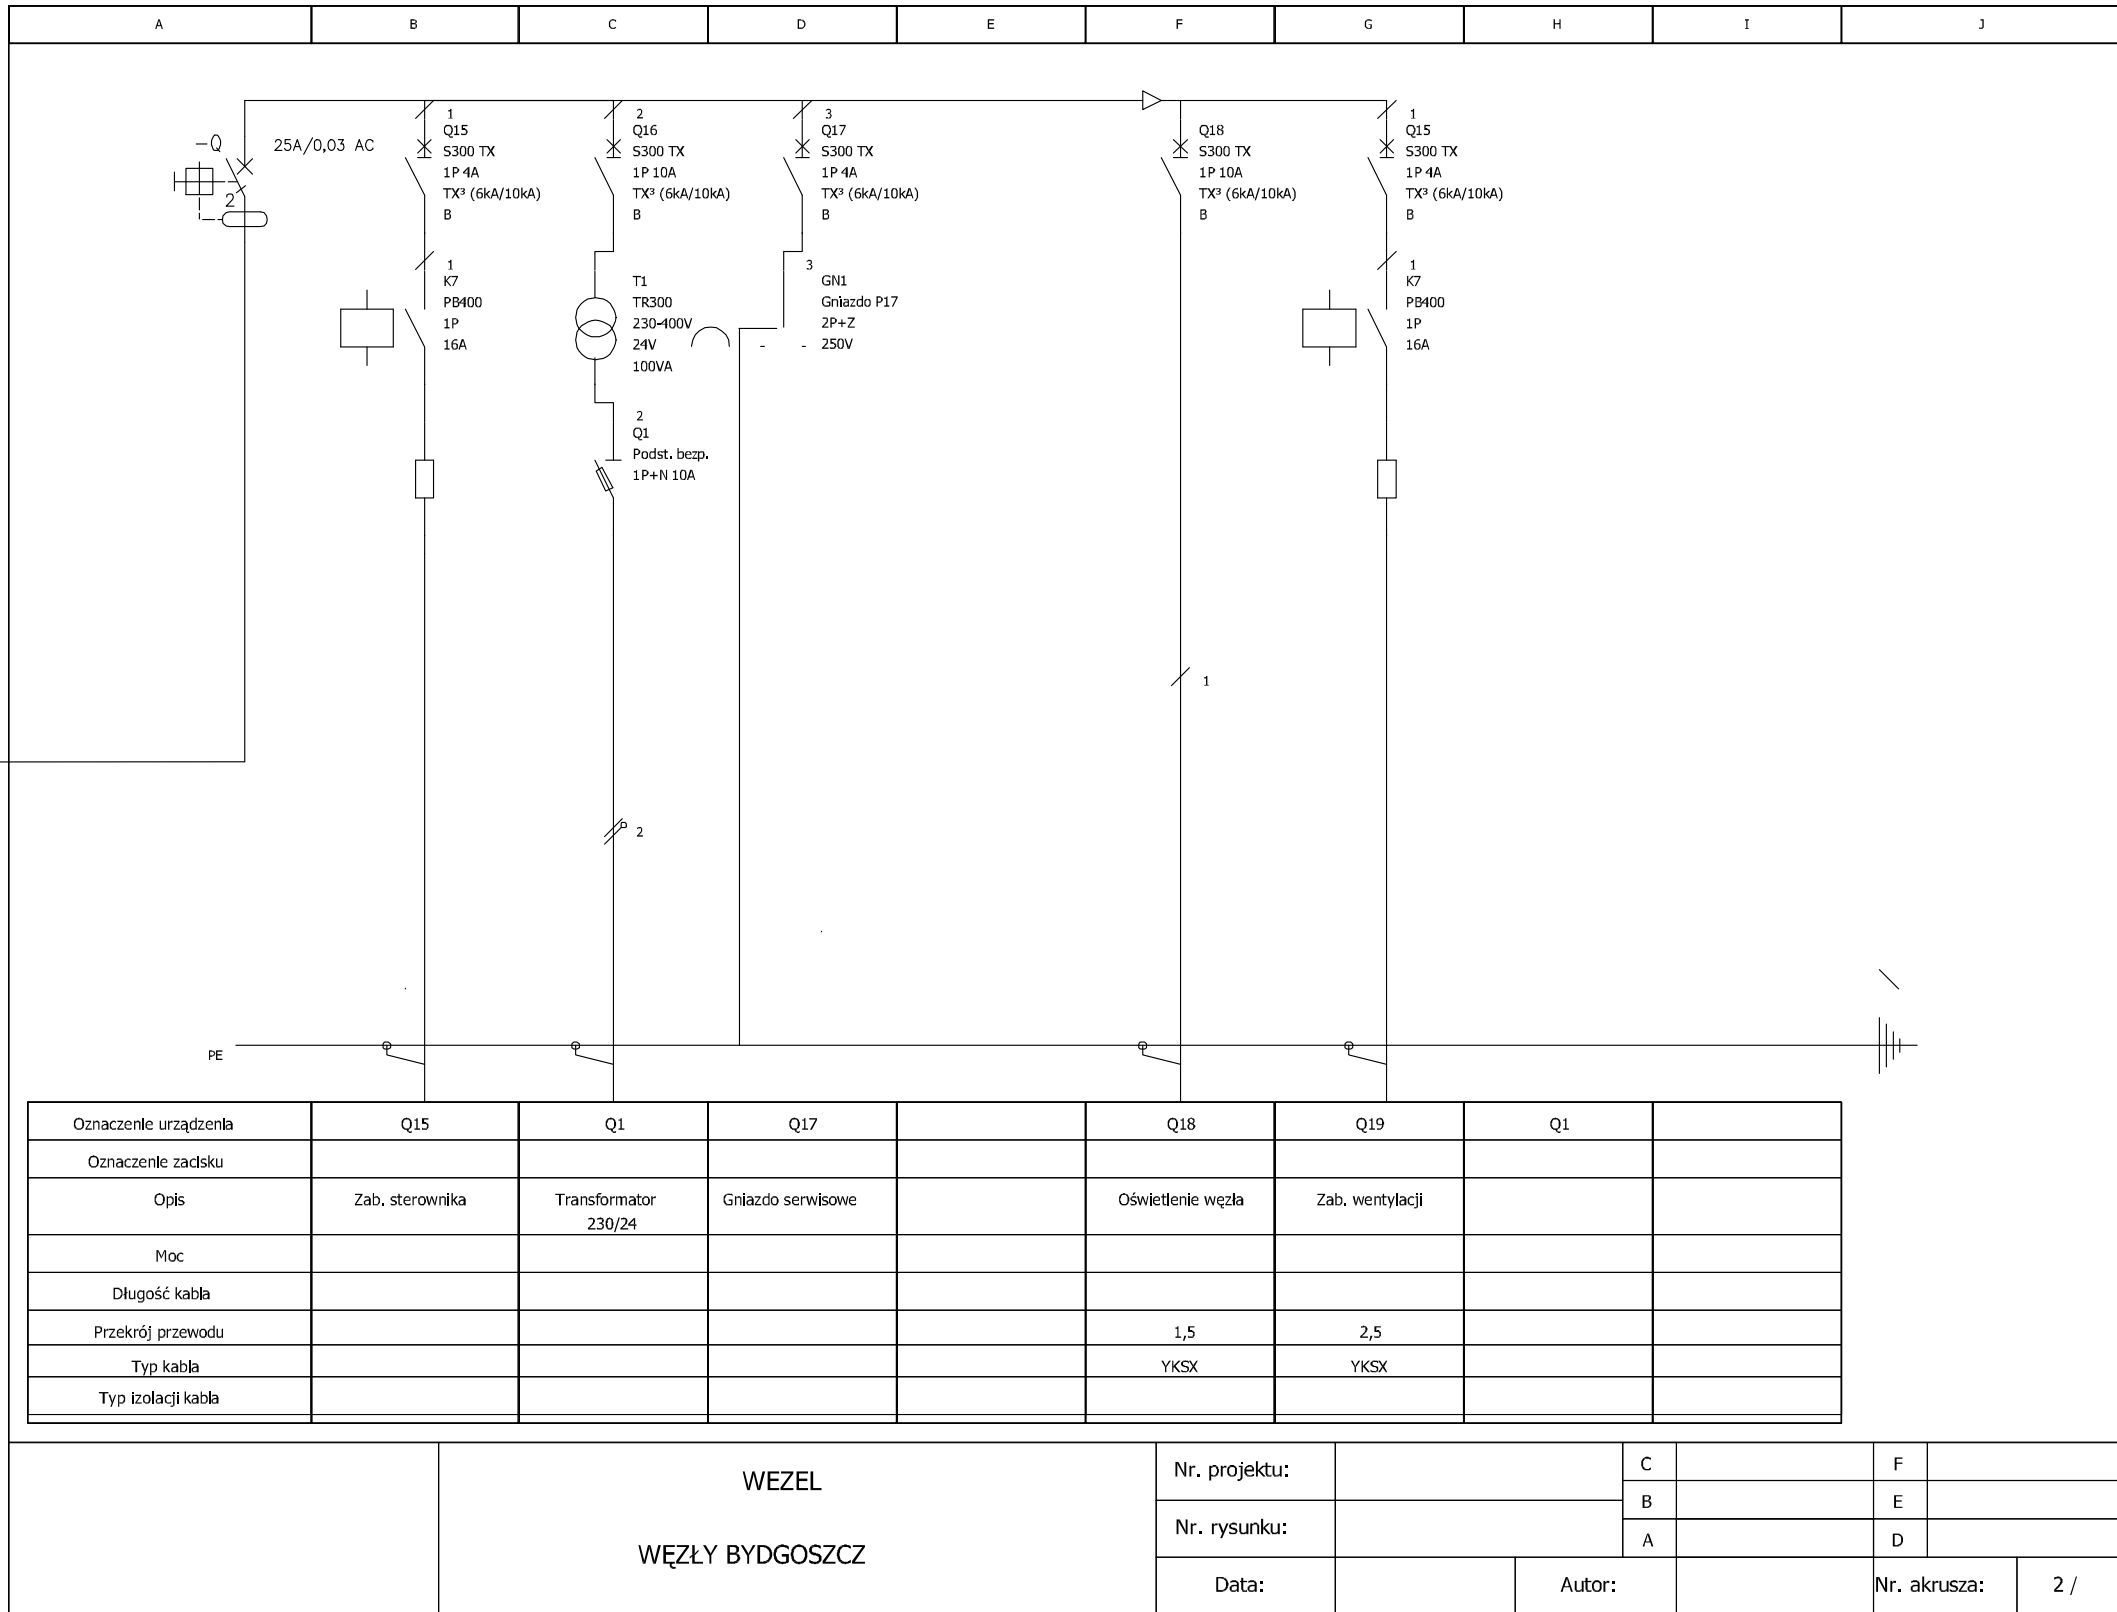 A B C D E F G H I J
-Q 25A/0,03 AC
2
1
Q15
S300 TX
1P 4A
TX³ (6kA/10kA)
B
2
Q16
S300 TX
1P 10A
TX³ (6kA/10kA)
B
3
Q17
S300 TX
1P 4A
TX³ (6kA/10kA)
B
Q18
S300 TX
1P 10A
TX³ (6kA/10kA)
B
1
Q15
S300 TX
1P 4A
TX³ (6kA/10kA)
B
1
K7
PB400
1P
16A
T1
TR300
230-400V
24V
100VA
3
GN1
Gniazdo P17
2P+Z
250V
1
K7
PB400
1P
16A
2
Q1
Podst. bezp.
1P+N 10A
1
2
PE
Oznaczenie urządzenia Q15 Q1 Q17 Q18 Q19 Q1
Oznaczenie zacisku
Opis Zab. sterownika Transformator Gniazdo serwisowe Oświetlenie węzła Zab. wentylacji
230/24
Moc
Długość kabla
Przekrój przewodu 1,5 2,5
Typ kabla YKSX YKSX
Typ izolacji kabla
WEZEL
WĘZŁY BYDGOSZCZ
Nr. projektu: C F
B E
Nr. rysunku:
A D
Data: Autor: Nr. akrusza: 2 /